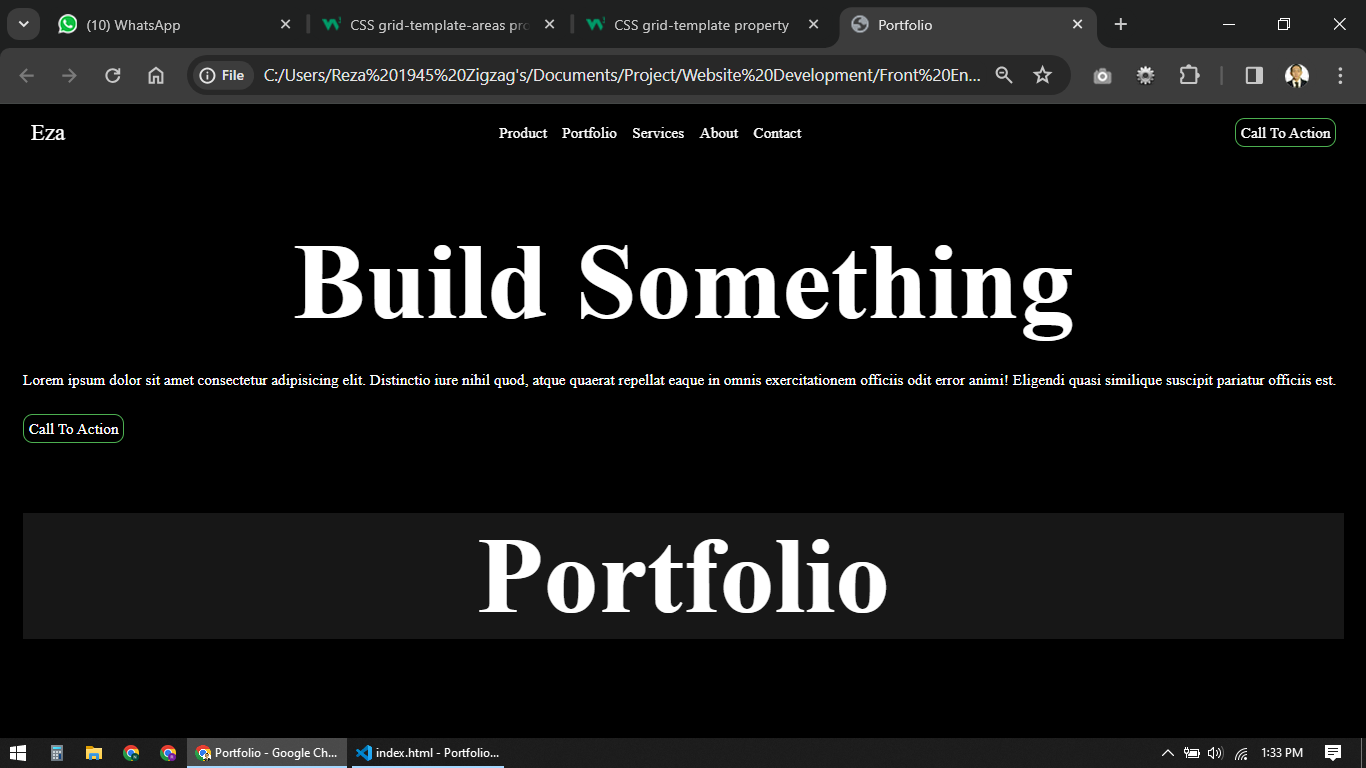 (10) WhatsApp
CSS grid-template-areas pro
CSS grid-template property
Portfolio
File
C:/Users/Reza%201945%20Zigzag's/Documents/Project/Website%20Development/Front%20En...
Eza
Product Portfolio Services About Contact
Call To Action
Build Something
Lorem ipsum dolor sit amet consectetur adipisicing elit. Distinctio iure nihil quod, atque quaerat repellat eaque in omnis exercitationem officiis odit error animi! Eligendi quasi similique suscipit pariatur officiis est.
Call To Action
Portfolio
Portfolio - Google Ch...
index.html - Portfolio...
1:33 PM